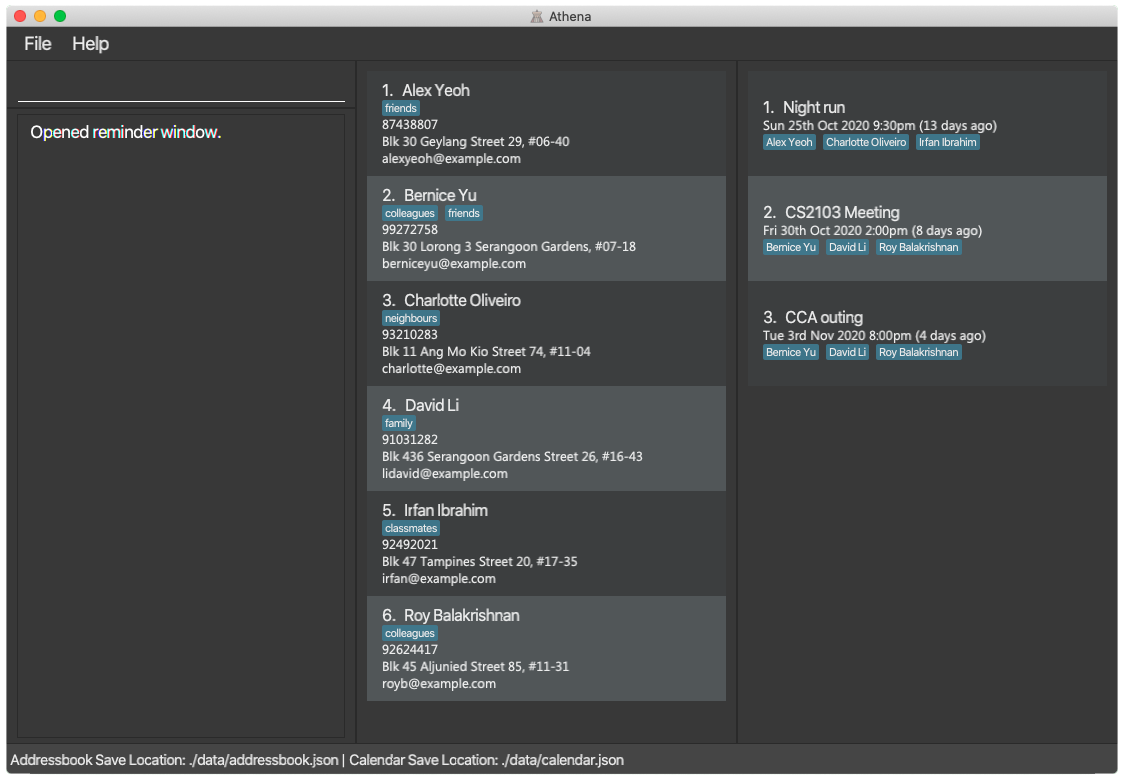 Athena
File Help
Opened reminder window.
1. Alex Yeoh
friends
87438807
Blk 30 Geylang Street 29, #06-40
alexyeoh@example.com
2. Bernice Yu
colleagues friends
99272758
Blk 30 Lorong 3 Serangoon Gardens, #07-18
berniceyu@example.com
3. Charlotte Oliveiro
neighbours
93210283
Blk 11 Ang Mo Kio Street 74, #11-04
charlotte@example.com
4. David Li
family
91031282
Blk 436 Serangoon Gardens Street 26, #16-43
lidavid@example.com
5. Irfan Ibrahim
classmates
92492021
Blk 47 Tampines Street 20, #17-35
irfan@example.com
6. Roy Balakrishnan
colleagues
92624417
Blk 45 Aljunied Street 85, #11-31
royb@example.com
1. Night run
Sun 25th Oct 2020 9:30pm (13 days ago)
Alex Yeoh Charlotte Oliveiro Irfan Ibrahim
2. CS2103 Meeting
Fri 30th Oct 2020 2:00pm (8 days ago)
Bernice Yu David Li Roy Balakrishnan
3. CCA outing
Tue 3rd Nov 2020 8:00pm (4 days ago)
Bernice Yu David Li Roy Balakrishnan
Addressbook Save Location: ./data/addressbook.json | Calendar Save Location: ./data/calendar.json